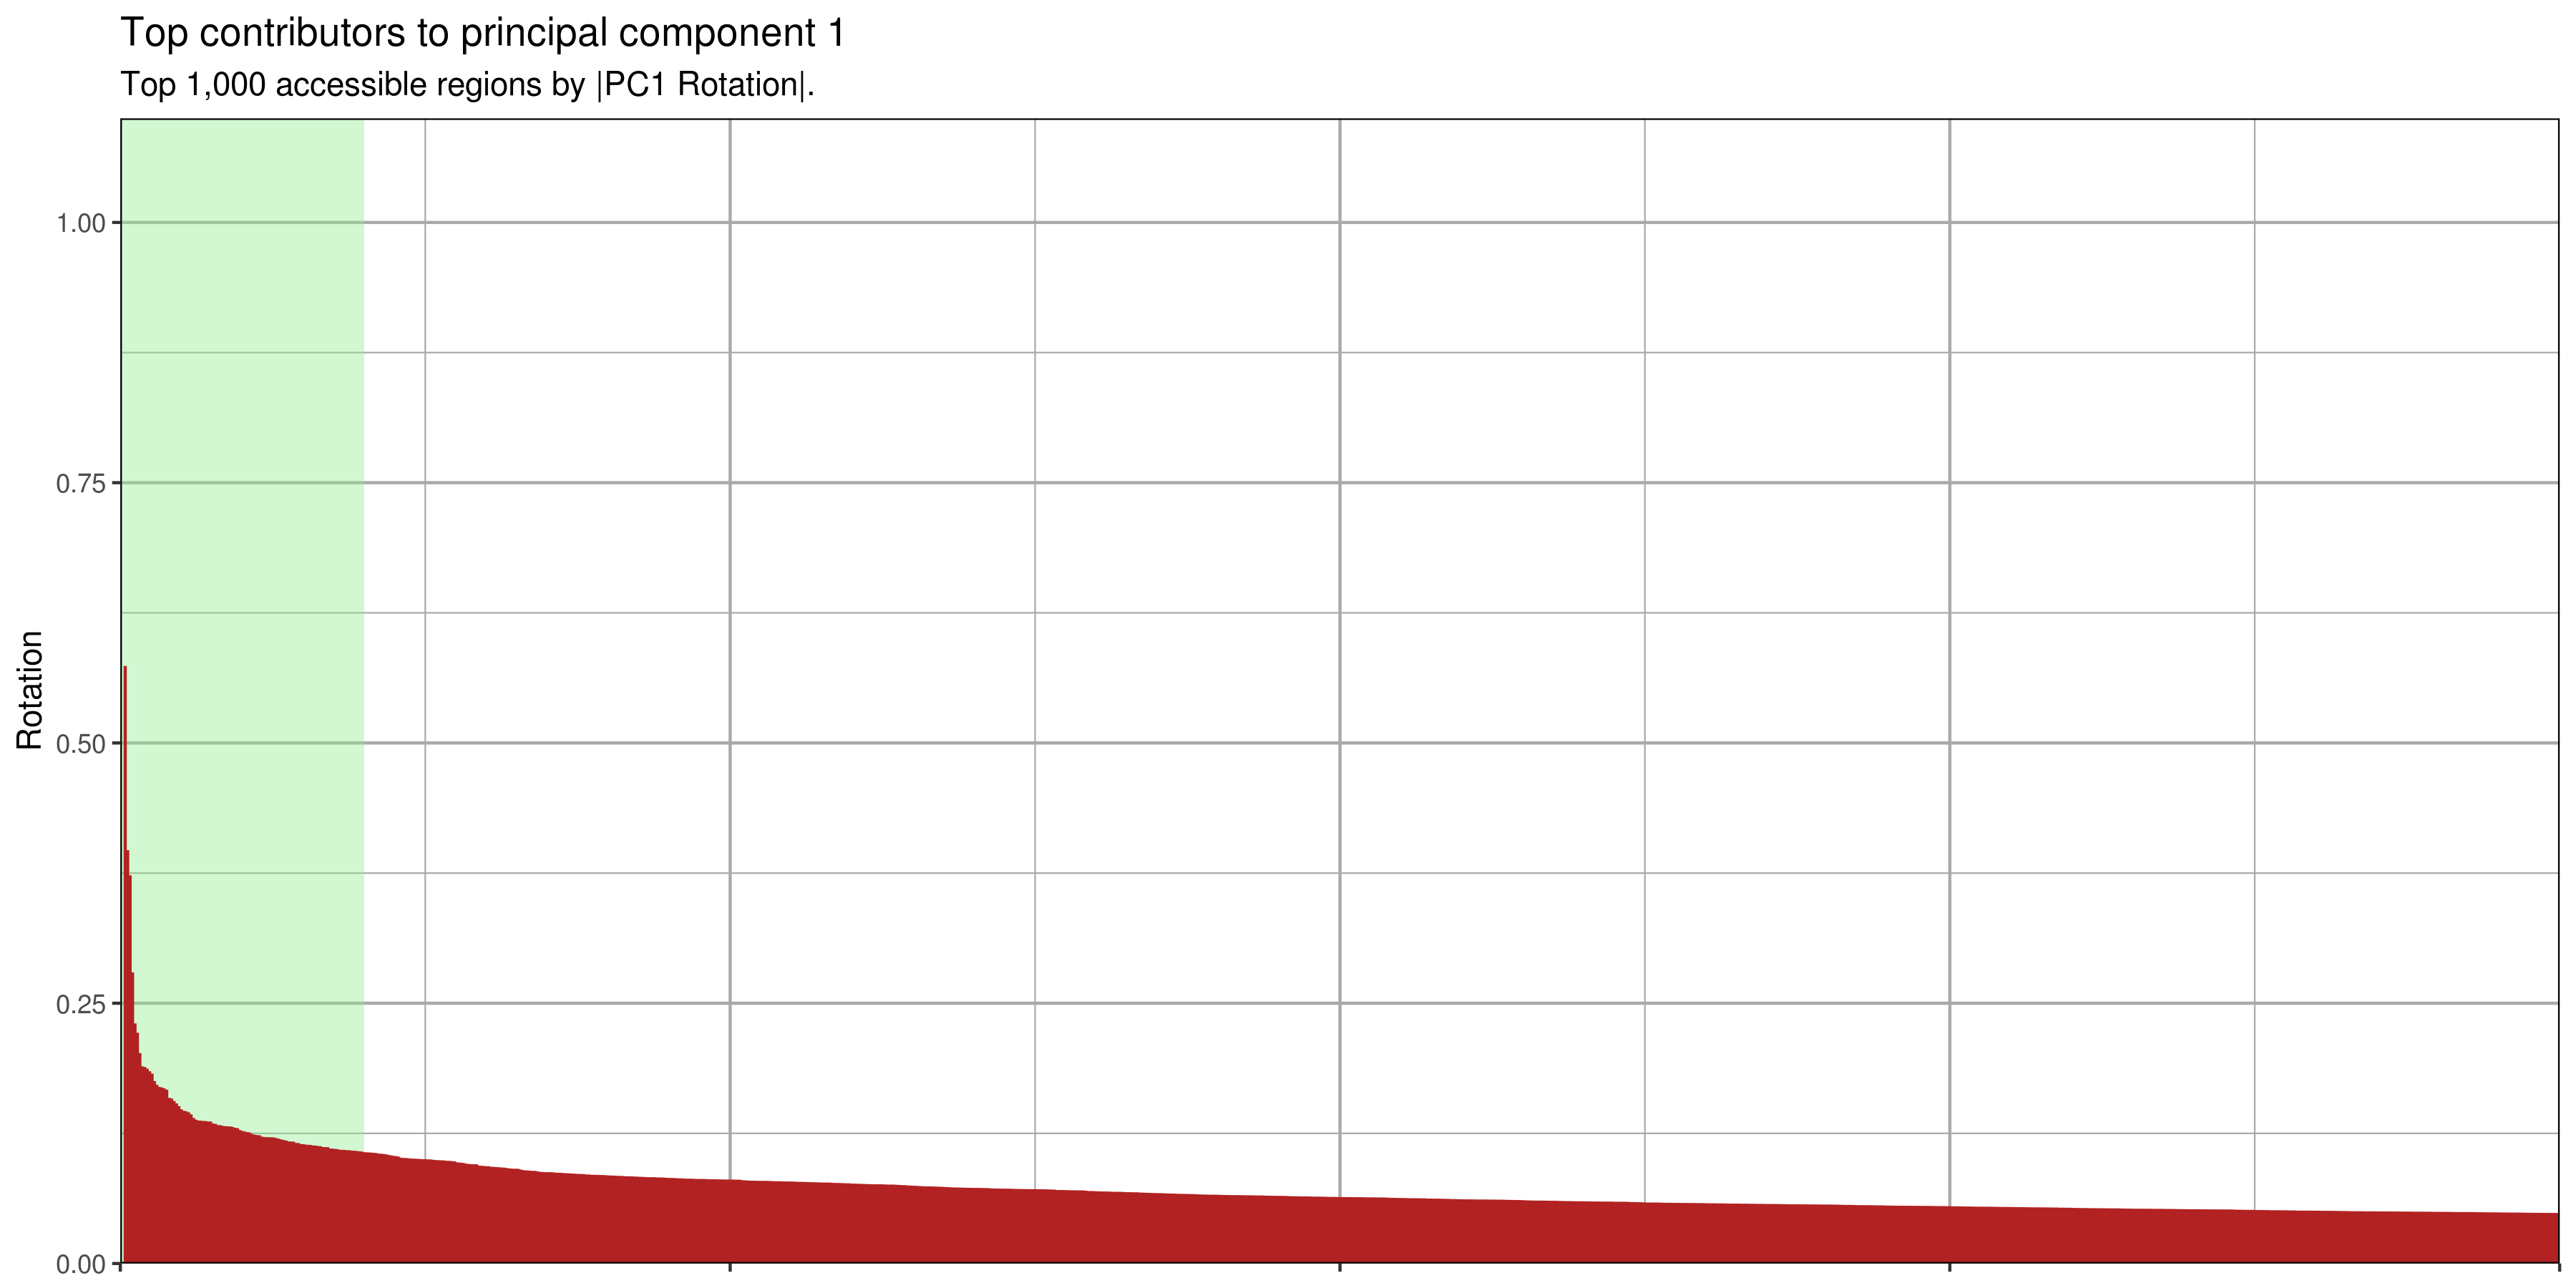 Top contributors to principal component 1
Top 1,000 accessible regions by |PC1 Rotation|.
1.00
0.75
0.50
0.25
0.00
Rotation